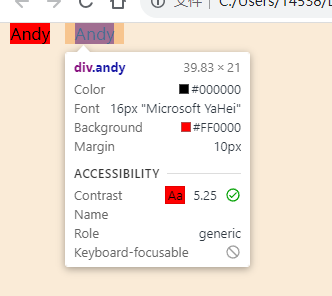 文件 C:/Users/14538/
Andy Andy
div.andy 39.83 × 21
Color #000000
Font 16px "Microsoft YaHei"
Background #FF0000
Margin 10px
ACCESSIBILITY
Contrast Aa 5.25
Name
Role generic
Keyboard-focusable